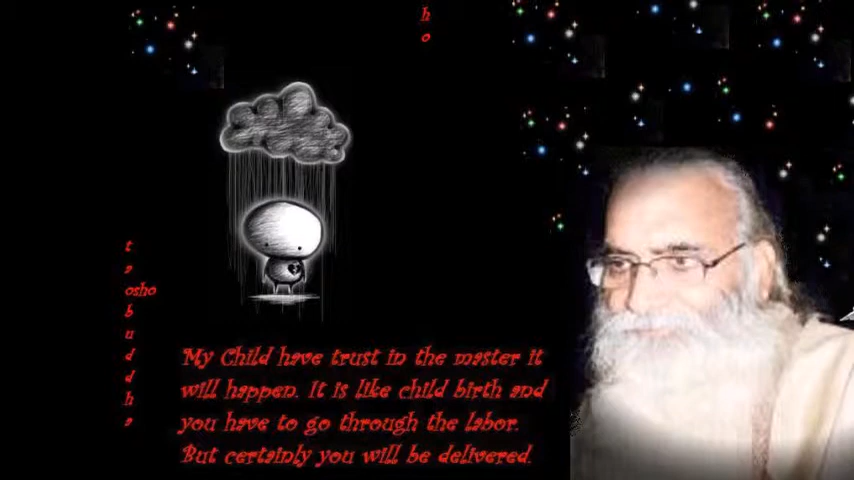 h
o
t
a
osho
b
u
d
d
h
a
My Child have trust in the master it
will happen. It is like child birth and
you have to go through the labor.
But certainly you will be delivered.